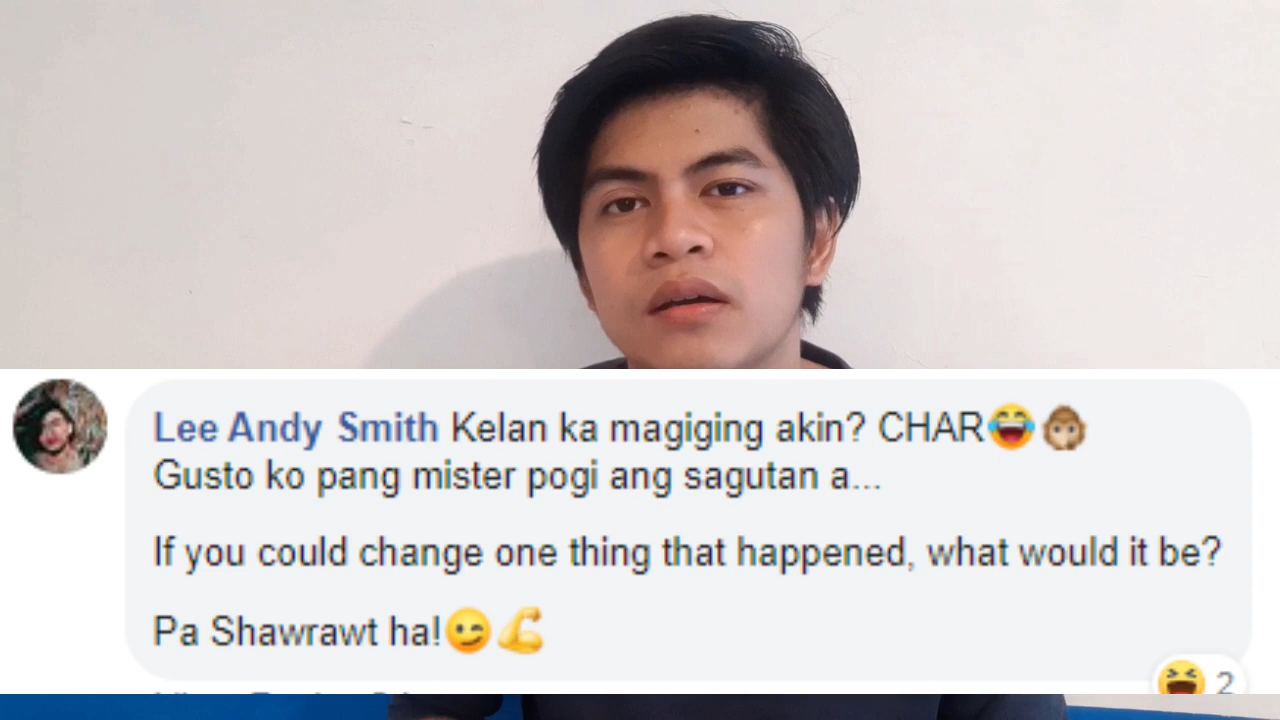 Lee Andy Smith Kelan ka magiging akin? CHAR😂🙊
Gusto ko pang mister pogi ang sagutan a...
If you could change one thing that happened, what would it be?
Pa Shawrawt ha!😉💪
2